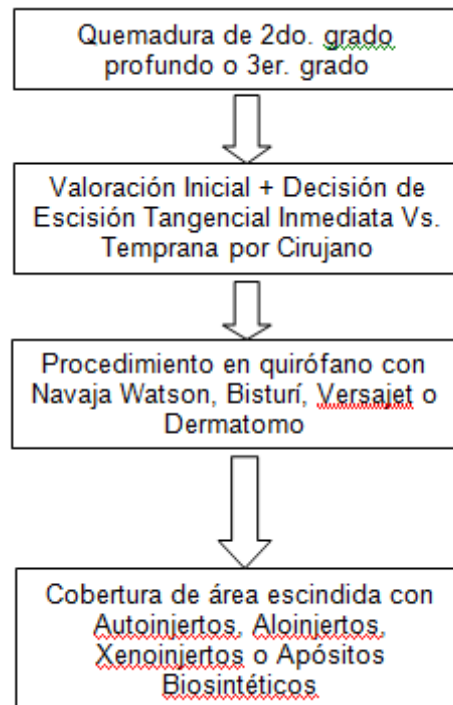 Quemadura de 2do. grado
profundo o 3er. grado
Valoración Inicial + Decisión de
Escisión Tangencial Inmediata Vs.
Temprana por Cirujano
Procedimiento en quirófano con
Navaja Watson, Bisturí, Versajet o
Dermatomo
Cobertura de área escindida con
Autoinjertos, Aloinjertos,
Xenoinjertos o Apósitos
Biosintéticos